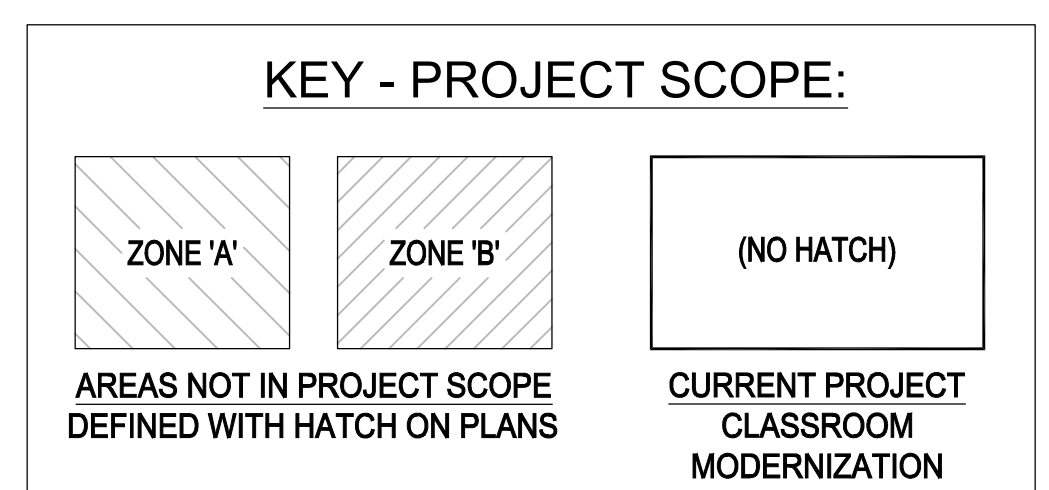 KEY - PROJECT SCOPE:
ZONE 'A'
ZONE 'B'
(NO HATCH)
AREAS NOT IN PROJECT SCOPE
DEFINED WITH HATCH ON PLANS
CURRENT PROJECT
CLASSROOM
MODERNIZATION